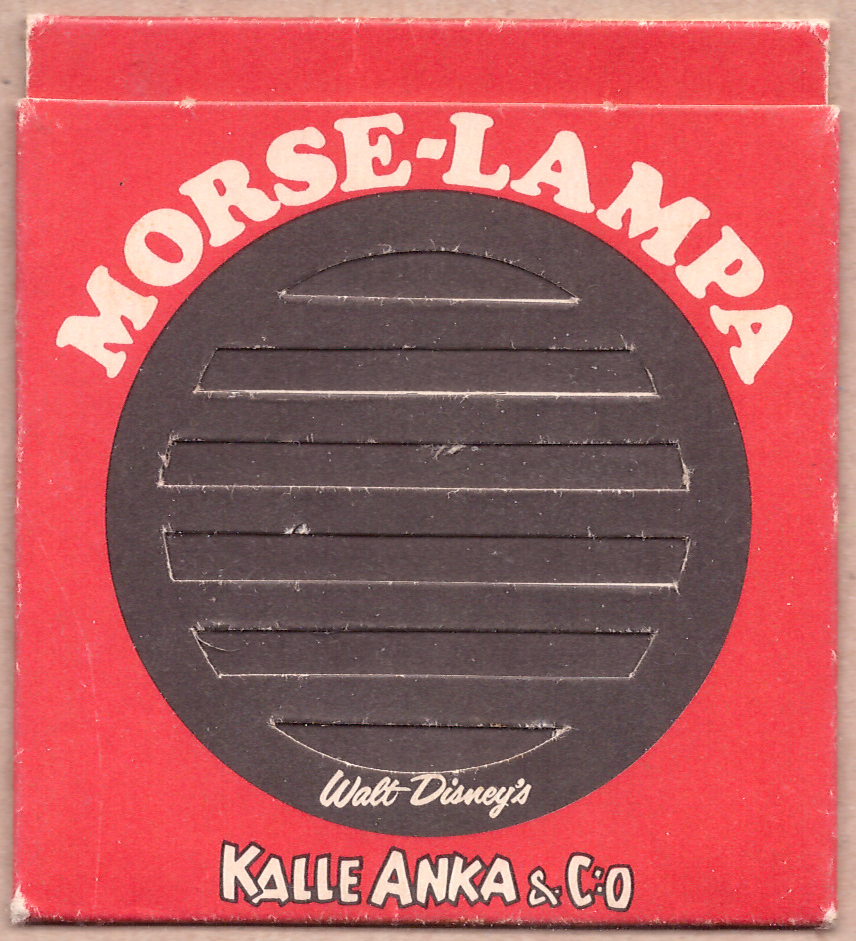 MORSE-LAMPA
Walt Disney's
KALLE ANKA & C:O